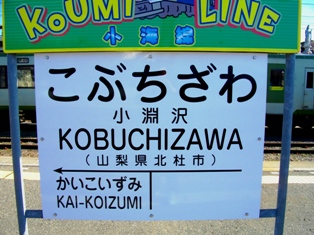 KOUMI LINE
小海線
こぶちざわ
小淵沢
KOBUCHIZAWA
(山梨県北杜市)
かいこいずみ
KAI-KOIZUMI